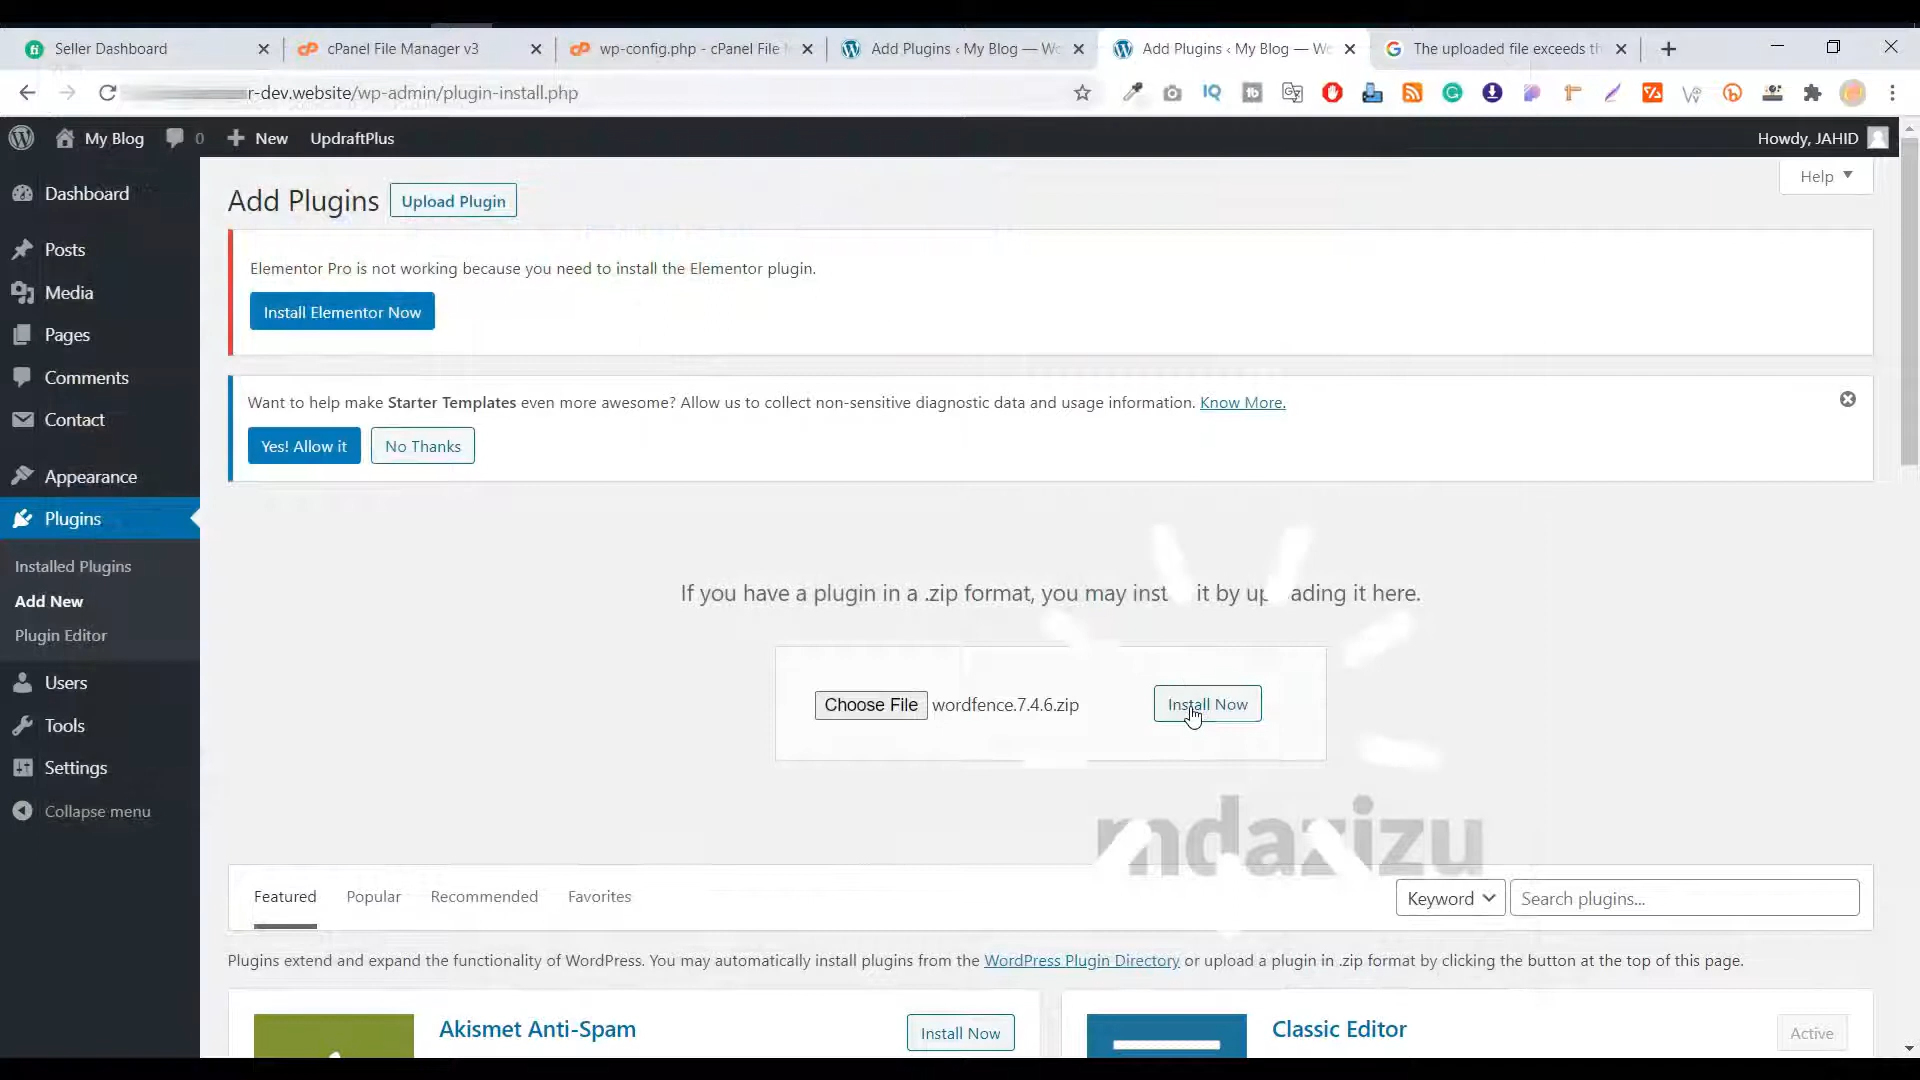 Seller Dashboard
cPanel File Manager v3
wp-config.php - cPanel File M
Add Plugins ‹ My Blog — Wo
Add Plugins ‹ My Blog — Wo
The uploaded file exceeds th
r-dev.website/wp-admin/plugin-install.php
My Blog
0
New
UpdraftPlus
Howdy, JAHID
Dashboard
Posts
Media
Pages
Comments
Contact
Appearance
Plugins
Installed Plugins
Add New
Plugin Editor
Users
Tools
Settings
Collapse menu
Add Plugins
Upload Plugin
Help
Elementor Pro is not working because you need to install the Elementor plugin.
Install Elementor Now
Want to help make Starter Templates even more awesome? Allow us to collect non-sensitive diagnostic data and usage information. Know More.
Yes! Allow it
No Thanks
If you have a plugin in a .zip format, you may inst it by up ading it here.
Choose File wordfence.7.4.6.zip
Install Now
mdazizu
Featured
Popular
Recommended
Favorites
Keyword
Search plugins...
Plugins extend and expand the functionality of WordPress. You may automatically install plugins from the WordPress Plugin Directory or upload a plugin in .zip format by clicking the button at the top of this page.
Akismet Anti-Spam
Install Now
Classic Editor
Active